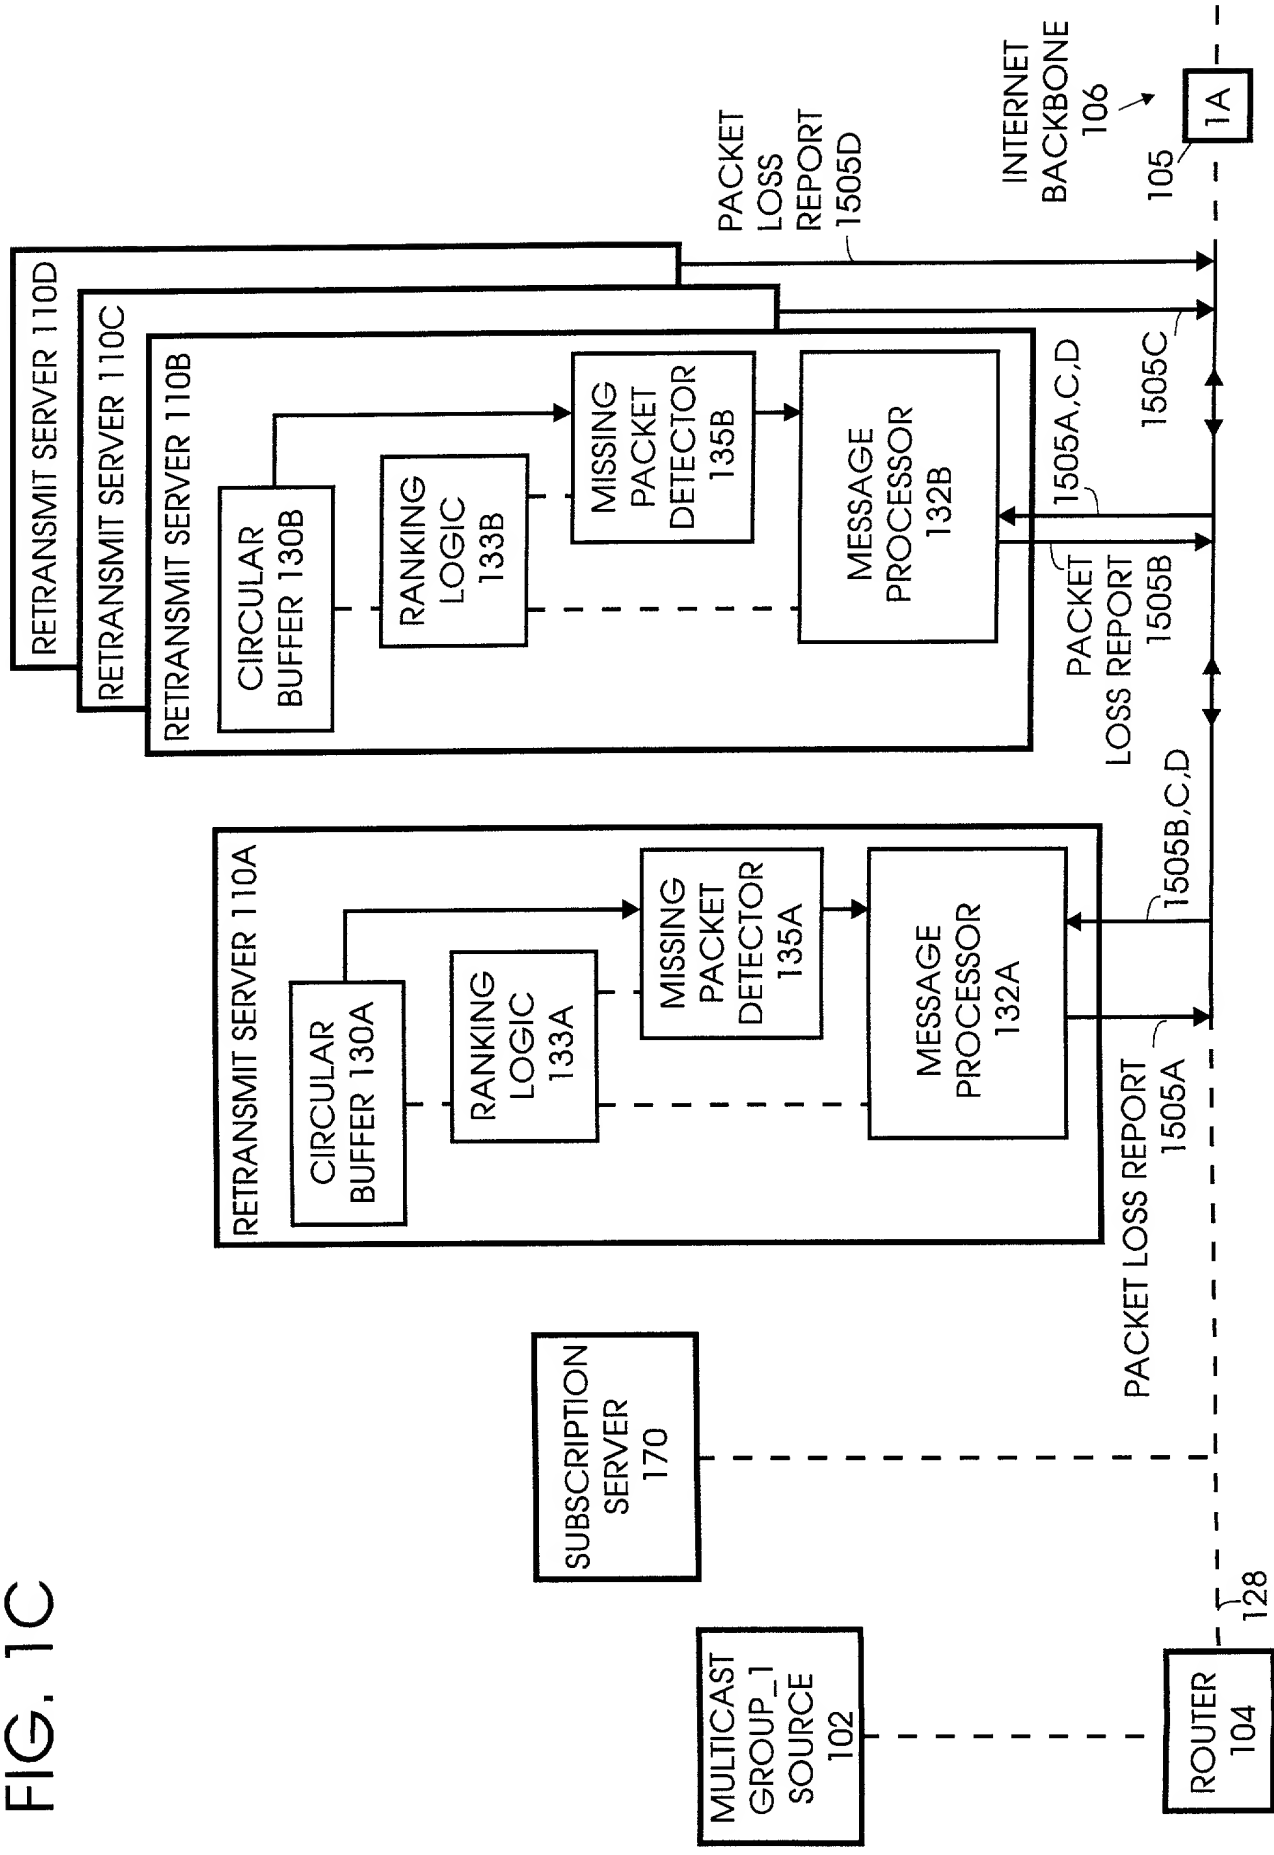 FIG. 1C
RETRANSMIT SERVER 110D
RETRANSMIT SERVER 110C
RETRANSMIT SERVER 110B
CIRCULAR
BUFFER 130B
RANKING
LOGIC
133B
MISSING
PACKET
DETECTOR
135B
MESSAGE
PROCESSOR
132B
RETRANSMIT SERVER 110A
CIRCULAR
BUFFER 130A
RANKING
LOGIC
133A
MISSING
PACKET
DETECTOR
135A
MESSAGE
PROCESSOR
132A
SUBSCRIPTION
SERVER
170
MULTICAST
GROUP_1
SOURCE
102
ROUTER
104
128
PACKET LOSS REPORT
1505A
1505B,C,D
PACKET
LOSS REPORT
1505B
1505A,C,D
1505C
PACKET
LOSS
REPORT
1505D
INTERNET
BACKBONE
106
105
1A